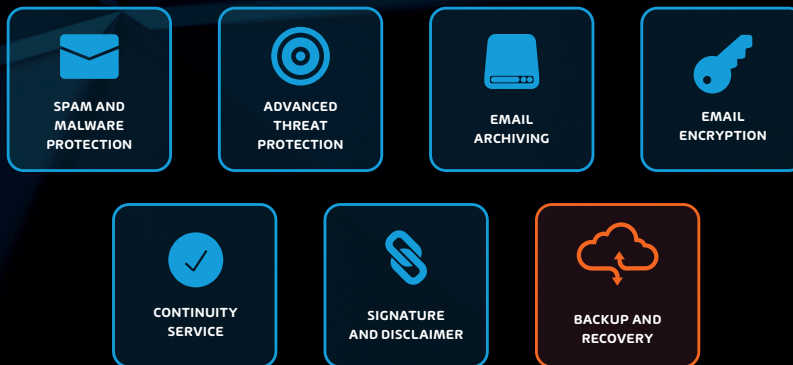 SPAM AND
MALWARE
PROTECTION
ADVANCED
THREAT
PROTECTION
EMAIL
ARCHIVING
EMAIL
ENCRYPTION
CONTINUITY
SERVICE
SIGNATURE
AND DISCLAIMER
BACKUP AND
RECOVERY